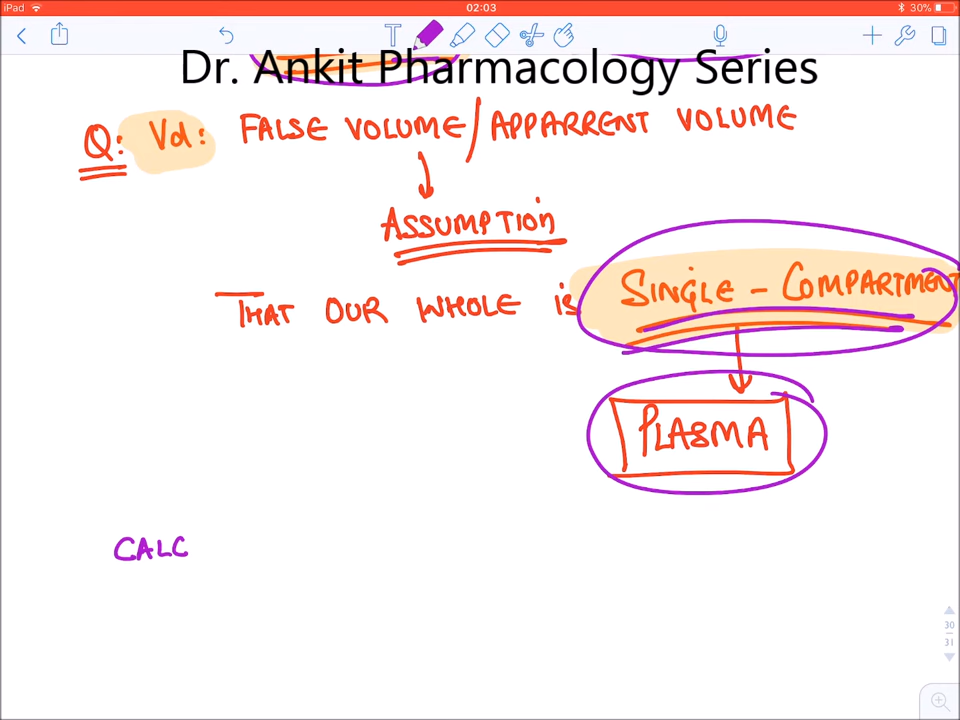 iPad 02:03 30%
T
Dr. Ankit Pharmacology Series
Q: Vd: FALSE VOLUME/APPARRENT VOLUME
ASSUMPTION
THAT OUR WHOLE IS SINGLE - COMPARTMENT
PLASMA
CALC
30
31